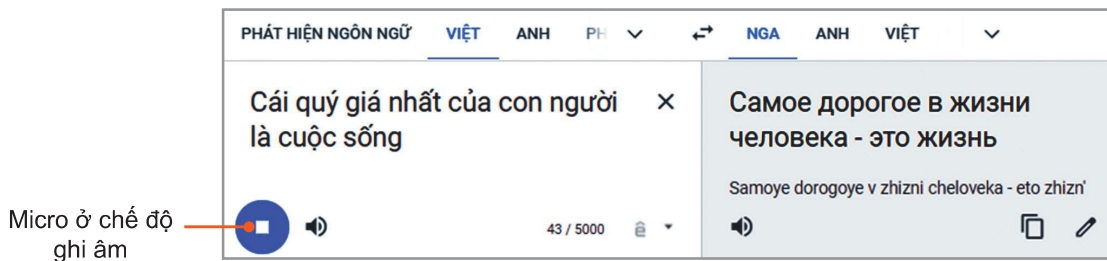 PHÁT HIỆN NGÔN NGỮ VIỆT ANH PH NGA ANH VIỆT
Cái quý giá nhất của con người
là cuộc sống
Самое дорогое в жизни
человека - это жизнь
Samoye dorogoye v zhizni cheloveka - eto zhizn'
43 / 5000 ê
Micro ở chế độ
ghi âm